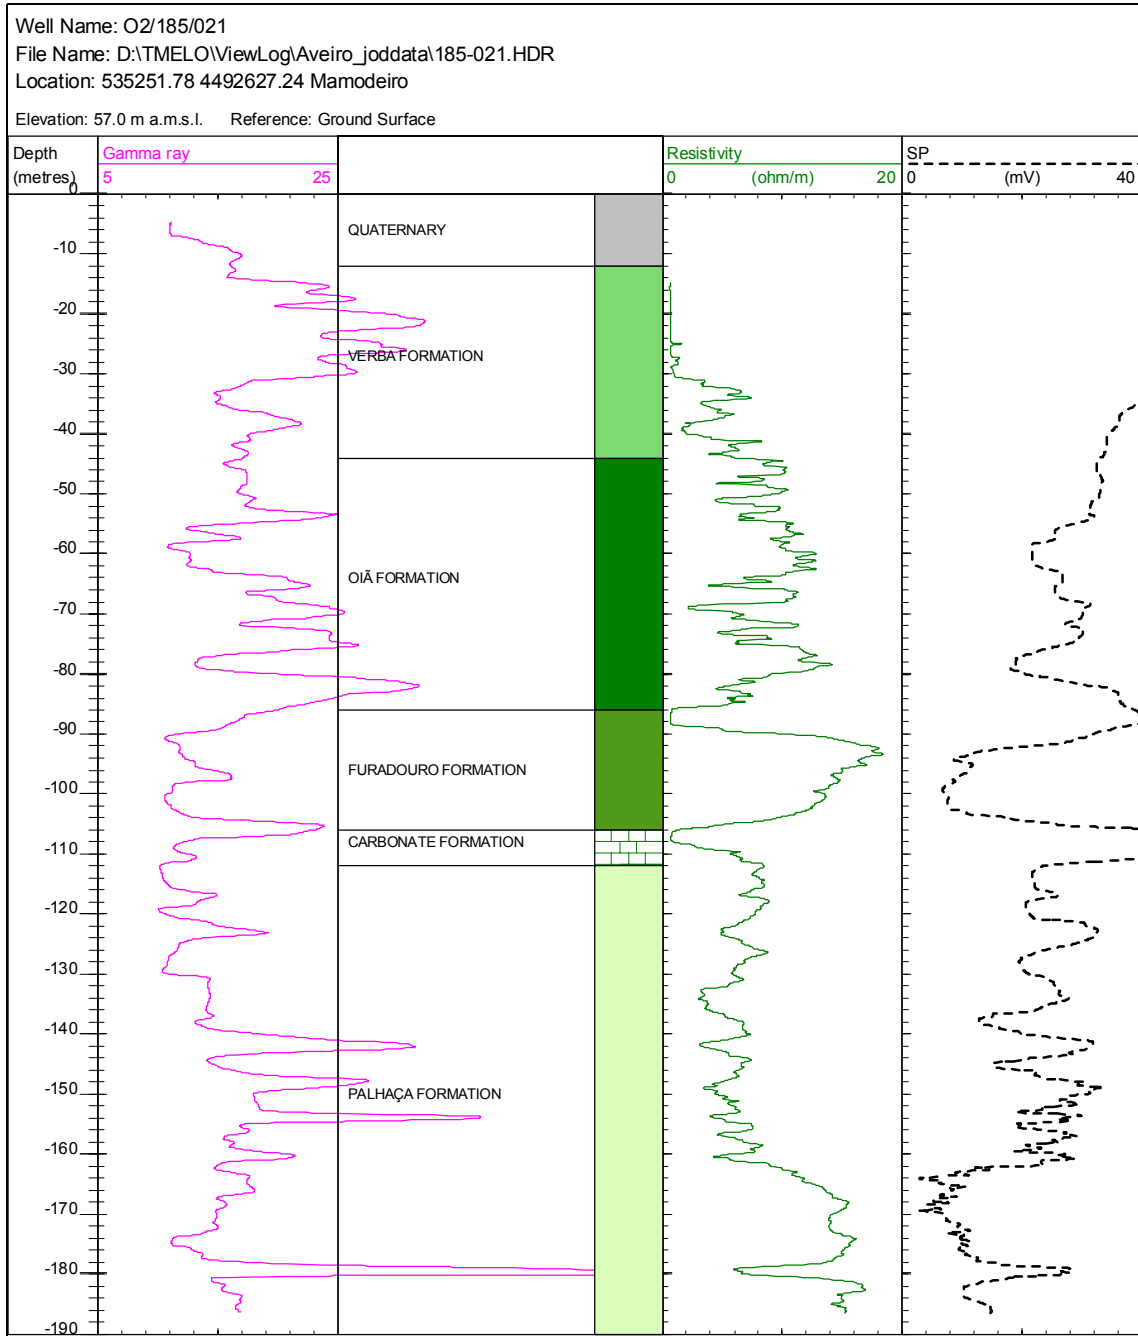 Well Name: O2/185/021
File Name: D:\TMELO\ViewLog\Aveiro_joddata\185-021.HDR
Location: 535251.78 4492627.24 Mamodeiro
Elevation: 57.0 m a.m.s.l. Reference: Ground Surface
Depth Gamma ray Resistivity SP
(metres) 5 25 0 (ohm/m) 20 0 (mV) 40
0
QUATERNARY
-10
-20
VERBA FORMATION
-30
-40
-50
OIÃ FORMATION
-60
-70
-80
-90
FURADOURO FORMATION
-100
CARBONATE FORMATION
-110
-120
-130
-140
PALHAÇA FORMATION
-150
-160
-170
-180
-190